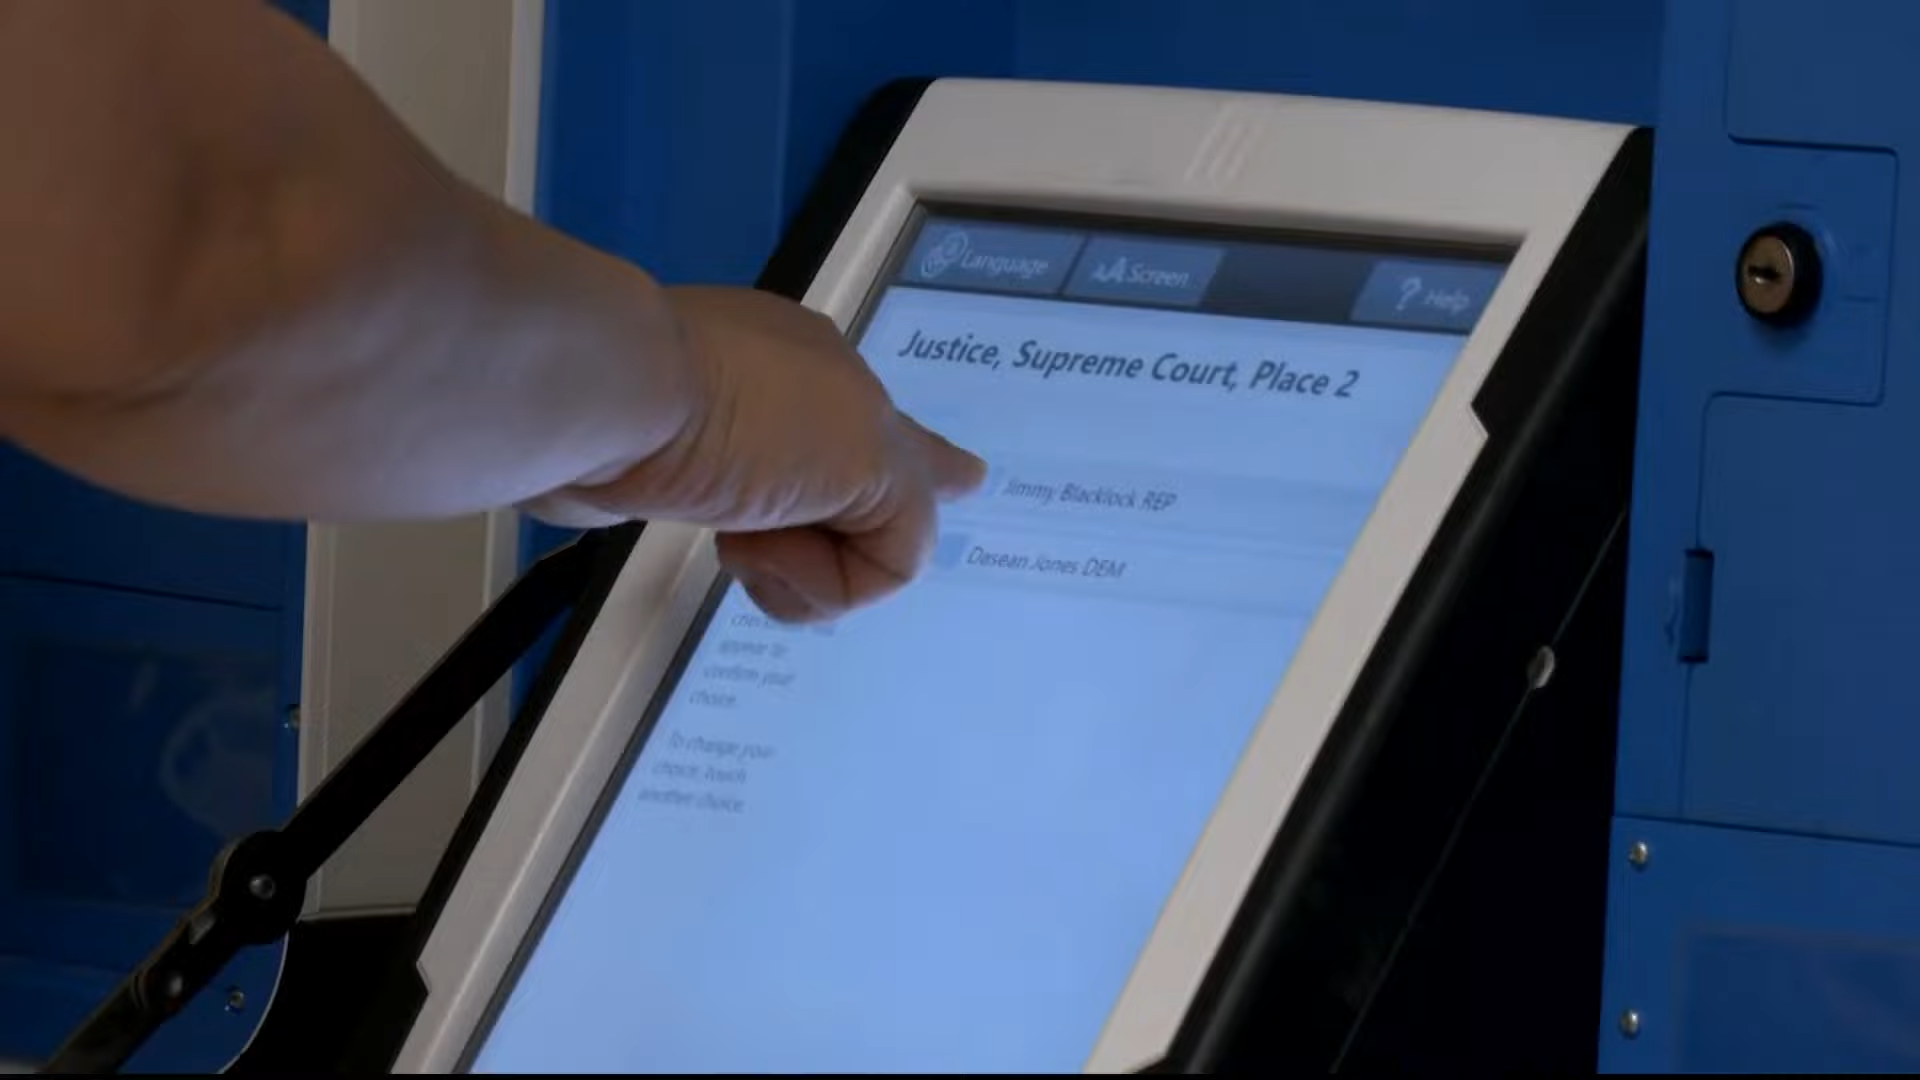 Language
AA Screen
? Help
Justice, Supreme Court, Place 2
Jimmy Blacklock REP
Dasean Jones DEM
appear to
confirm your
choice.
To change your
choice, touch
another choice.